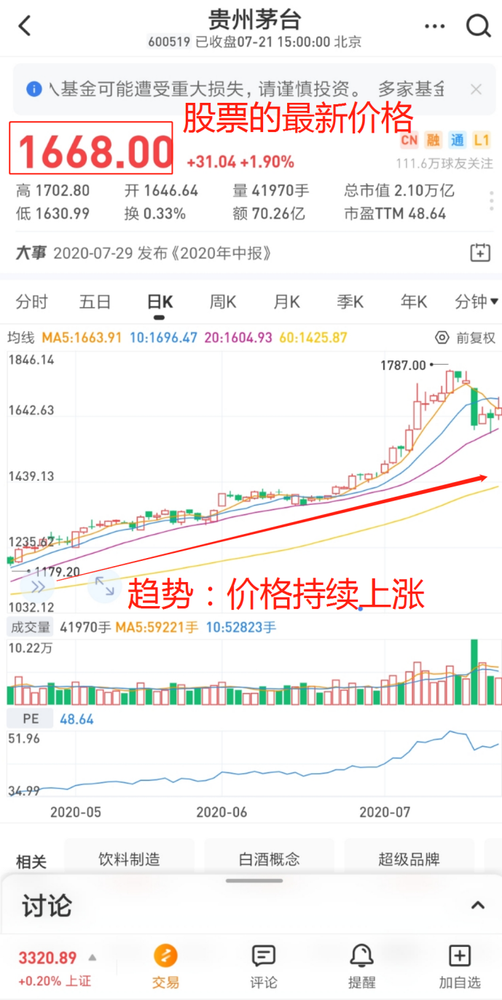 贵州茅台
600519 已收盘07-21 15:00:00 北京
入基金可能遭受重大损失，请谨慎投资。 多家基金
股票的最新价格
1668.00 +31.04 +1.90%
CN 融 通 L1
111.6万球友关注
高 1702.80 开 1646.64 量 41970手 总市值 2.10万亿
低 1630.99 换 0.33% 额 70.26亿 市盈TTM 48.64
大事 2020-07-29 发布《2020年中报》
分时 五日 日K 周K 月K 季K 年K 分钟
均线 MA5:1663.91 10:1696.47 20:1604.93 60:1425.87 前复权
1846.14
1787.00
1642.63
1439.13
1235.62
1179.20
趋势：价格持续上涨
1032.12
成交量 41970手 MA5:59221手 10:52823手
10.22万
PE 48.64
51.96
34.99
2020-05 2020-06 2020-07
相关 饮料制造 白酒概念 超级品牌
讨论
3320.89
+0.20% 上证
交易 评论 提醒 加自选